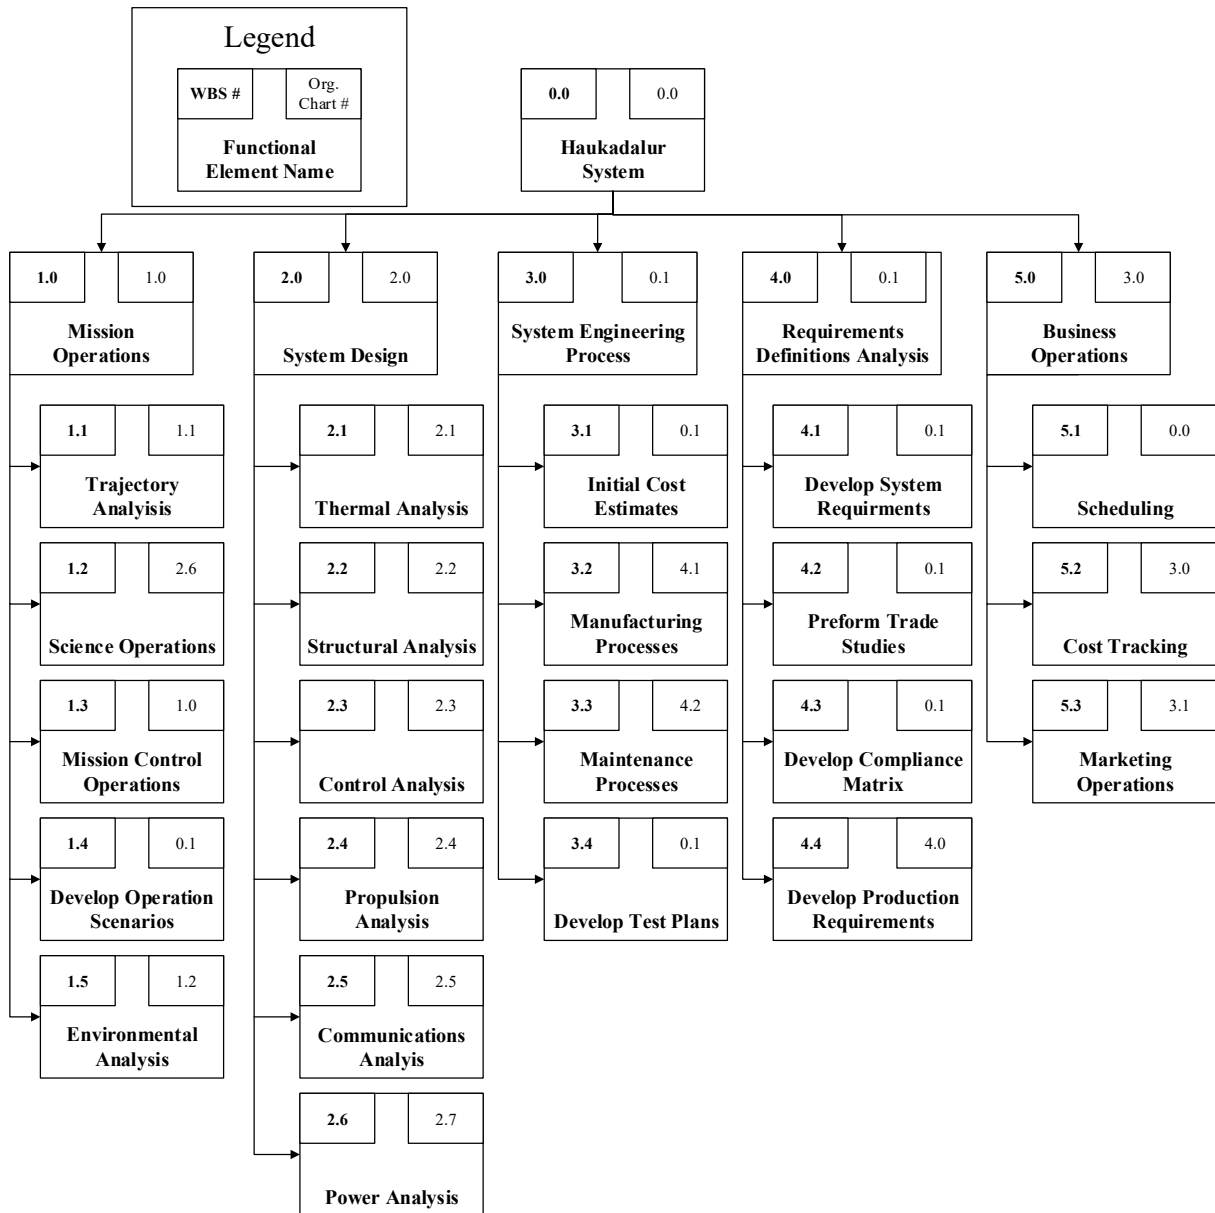 Legend
WBS #
Org.
Chart #
Functional
Element Name
0.0
0.0
Haukadalur
System
1.0
1.0
Mission
Operations
1.1
1.1
Trajectory
Analyisis
1.2
2.6
Science Operations
1.3
1.0
Mission Control
Operations
1.4
0.1
Develop Operation
Scenarios
1.5
1.2
Environmental
Analysis
2.0
2.0
System Design
2.1
2.1
Thermal Analysis
2.2
2.2
Structural Analysis
2.3
2.3
Control Analysis
2.4
2.4
Propulsion
Analysis
2.5
2.5
Communications
Analyis
2.6
2.7
Power Analysis
3.0
0.1
System Engineering
Process
3.1
0.1
Initial Cost
Estimates
3.2
4.1
Manufacturing
Processes
3.3
4.2
Maintenance
Processes
3.4
0.1
Develop Test Plans
4.0
0.1
Requirements
Definitions Analysis
4.1
0.1
Develop System
Requirments
4.2
0.1
Preform Trade
Studies
4.3
0.1
Develop Compliance
Matrix
4.4
4.0
Develop Production
Requirements
5.0
3.0
Business
Operations
5.1
0.0
Scheduling
5.2
3.0
Cost Tracking
5.3
3.1
Marketing
Operations